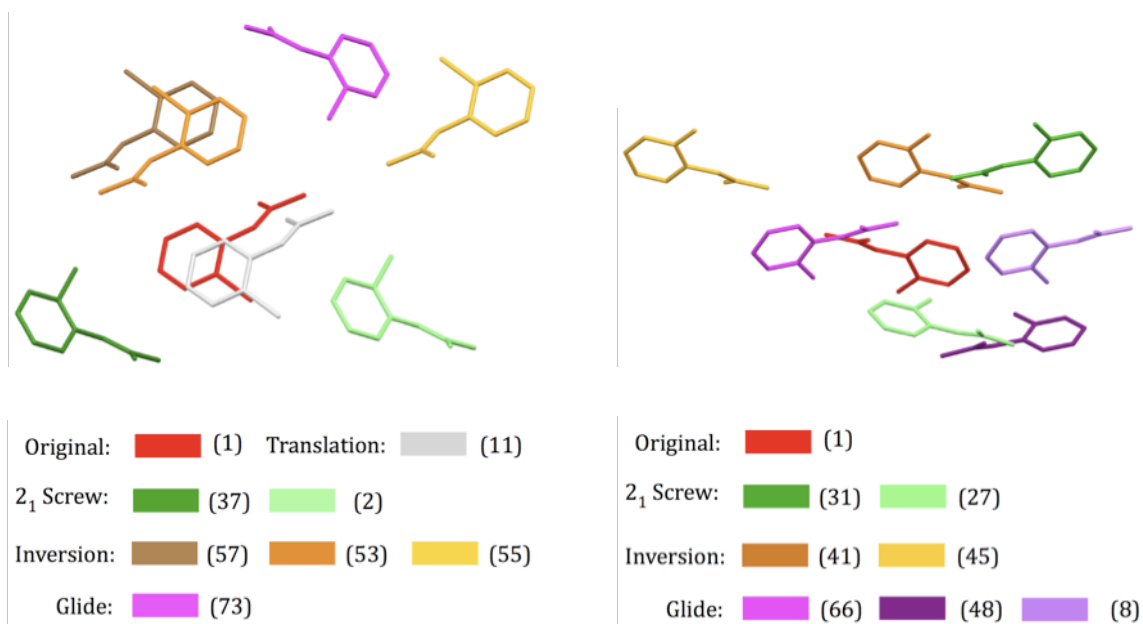 Original: (1) Translation: (11)
2₁ Screw: (37) (2)
Inversion: (57) (53) (55)
Glide: (73)
Original: (1)
2₁ Screw: (31) (27)
Inversion: (41) (45)
Glide: (66) (48) (8)